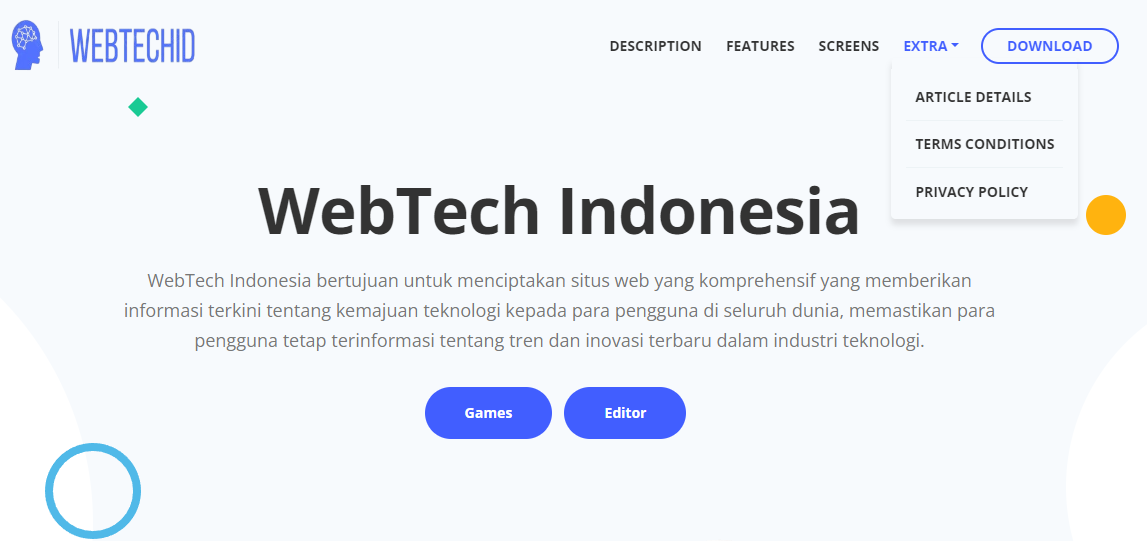 WEBTECHID
DESCRIPTION FEATURES SCREENS EXTRA DOWNLOAD
ARTICLE DETAILS
TERMS CONDITIONS
PRIVACY POLICY
WebTech Indonesia
WebTech Indonesia bertujuan untuk menciptakan situs web yang komprehensif yang memberikan
informasi terkini tentang kemajuan teknologi kepada para pengguna di seluruh dunia, memastikan para
pengguna tetap terinformasi tentang tren dan inovasi terbaru dalam industri teknologi.
Games Editor